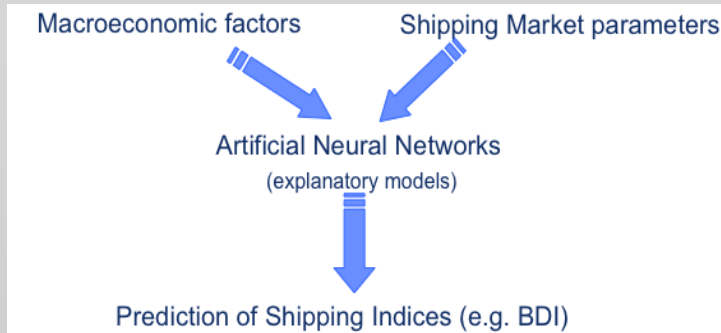 Macroeconomic factors
Shipping Market parameters
Artificial Neural Networks
(explanatory models)
Prediction of Shipping Indices (e.g. BDI)